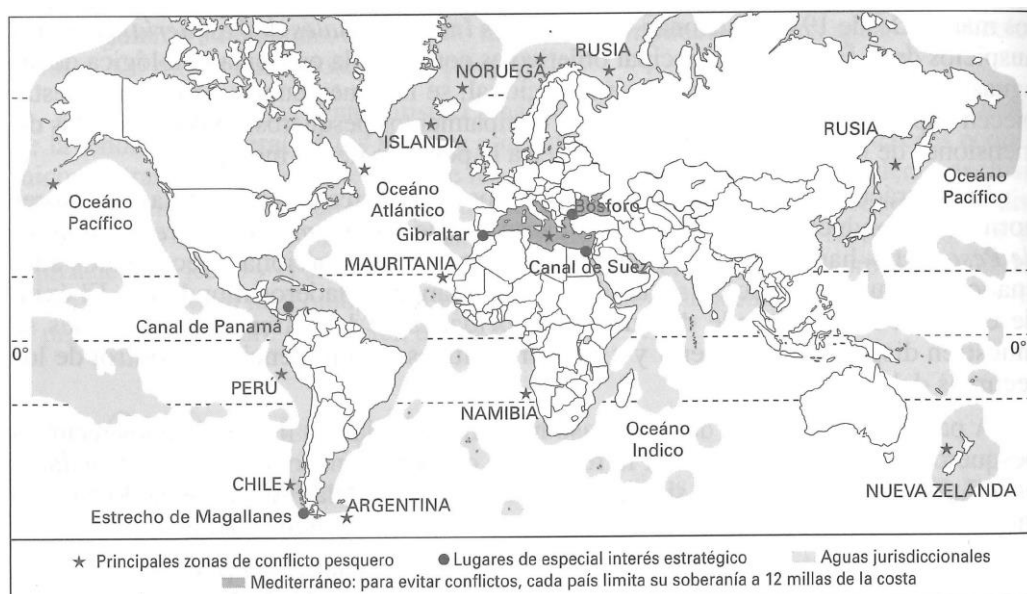 RUSIA
NORUEGA
RUSIA
ISLANDIA
Océano
Pacífico
Océano
Atlántico
Océano
Pacífico
Bósforo
Gibraltar
MAURITANIA
Canal de Suez
Canal de Panamá
0°
0°
PERÚ
NAMIBIA
Oceáno
Indico
CHILE
ARGENTINA
NUEVA ZELANDA
Estrecho de Magallanes
★ Principales zonas de conflicto pesquero ● Lugares de especial interés estratégico Aguas jurisdiccionales
Mediterráneo: para evitar conflictos, cada país limita su soberanía a 12 millas de la costa